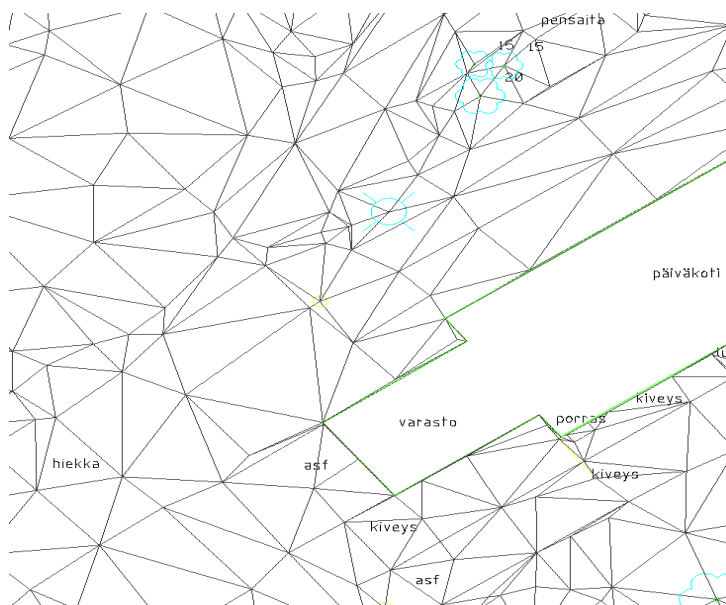 pensaita
15
15
20
päiväkoti
kiveys
varasto
porras
hiekka
asf
kiveys
kiveys
asf